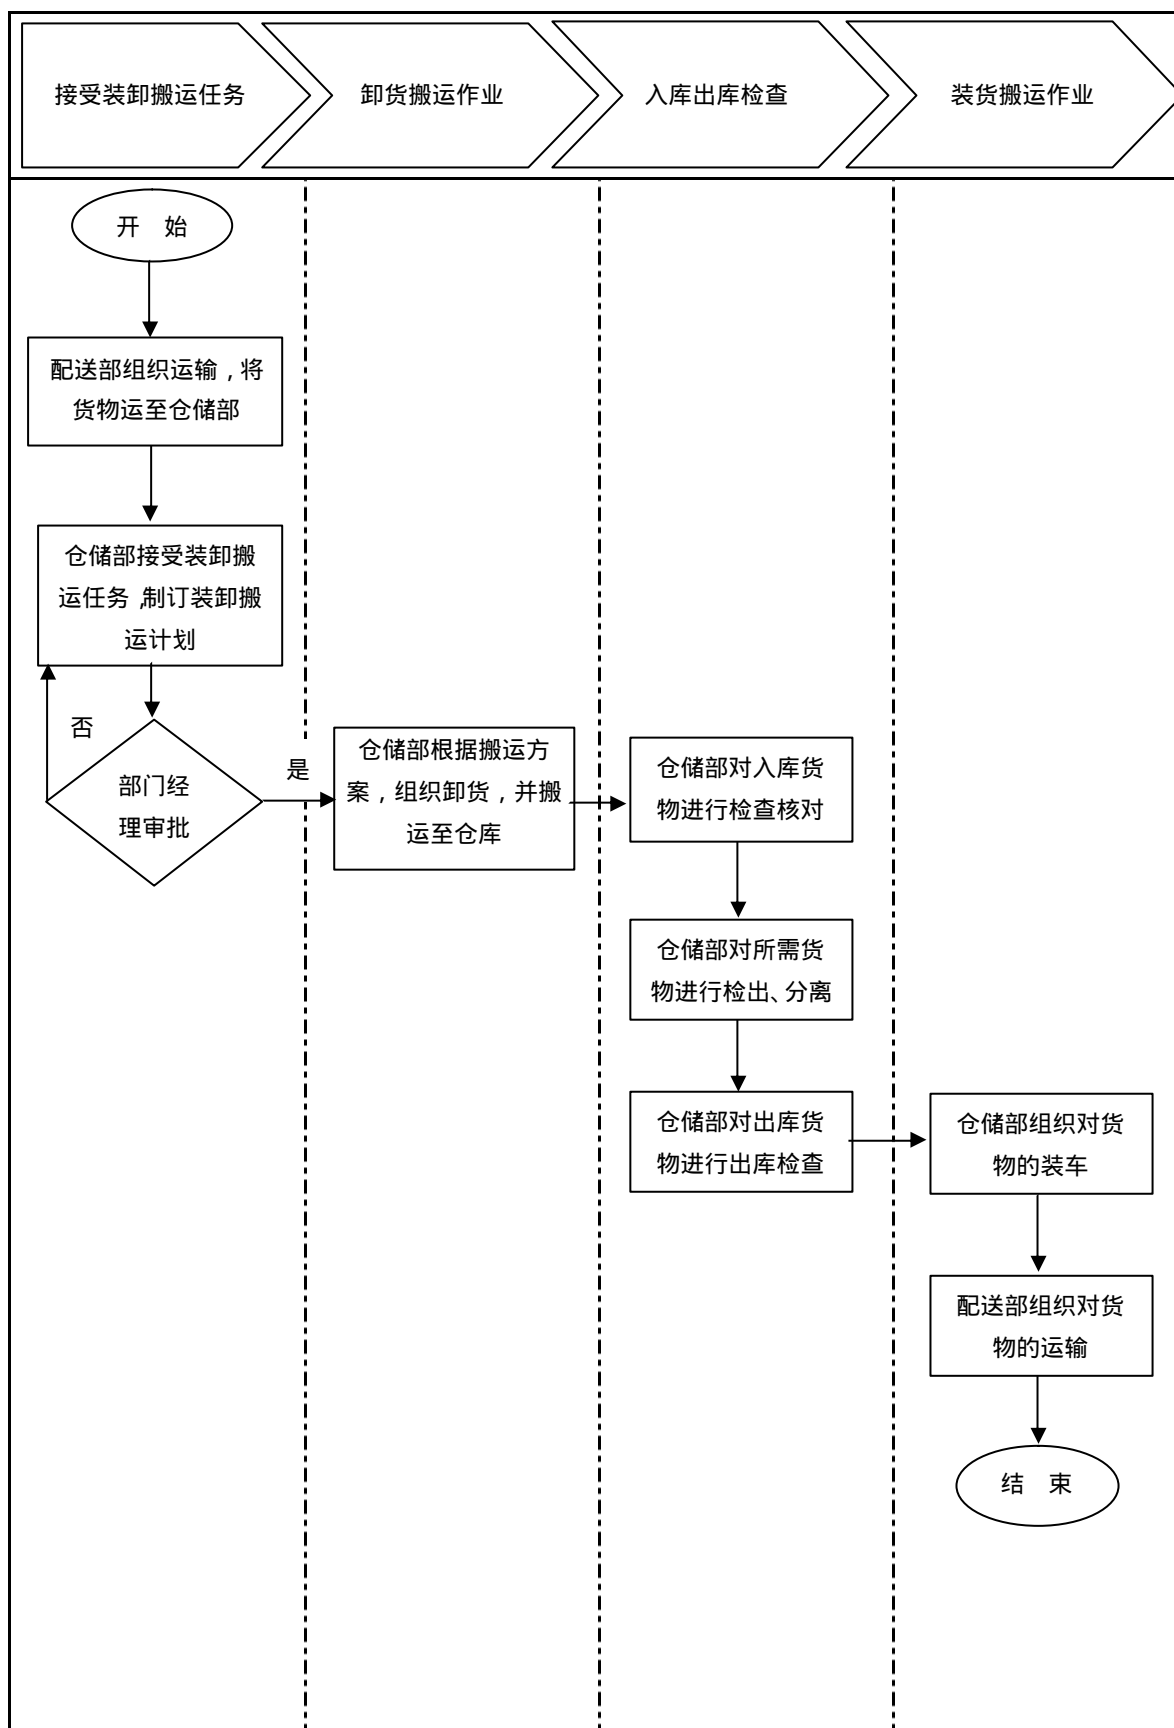 接受装卸搬运任务
卸货搬运作业
入库出库检查
装货搬运作业
开 始
配送部组织运输，将
货物运至仓储部
仓储部接受装卸搬
运任务，制订装卸搬
运计划
否
部门经
理审批
是
仓储部根据搬运方
案，组织卸货，并搬
运至仓库
仓储部对入库货
物进行检查核对
仓储部对所需货
物进行检出、分离
仓储部对出库货
物进行出库检查
仓储部组织对货
物的装车
配送部组织对货
物的运输
结 束